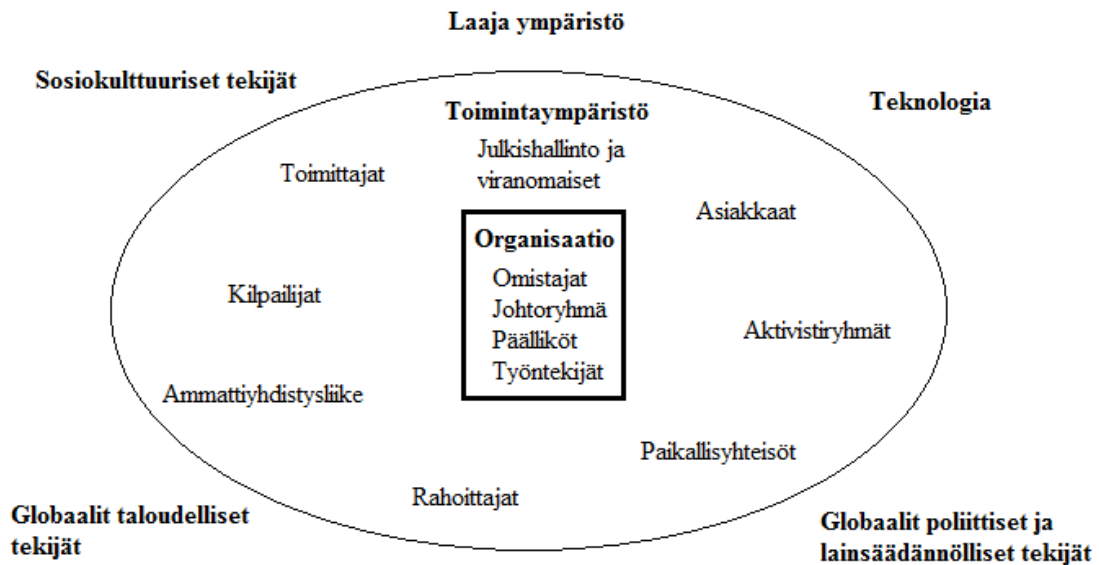 Laaja ympäristö
Sosiokulttuuriset tekijät
Teknologia
Toimintaympäristö
Julkishallinto ja
viranomaiset
Toimittajat
Asiakkaat
Organisaatio
Omistajat
Johtoryhmä
Päälliköt
Työntekijät
Kilpailijat
Aktivistiryhmät
Ammattiyhdistysliike
Paikallisyhteisöt
Rahoittajat
Globaalit taloudelliset
tekijät
Globaalit poliittiset ja
lainsäädännölliset tekijät